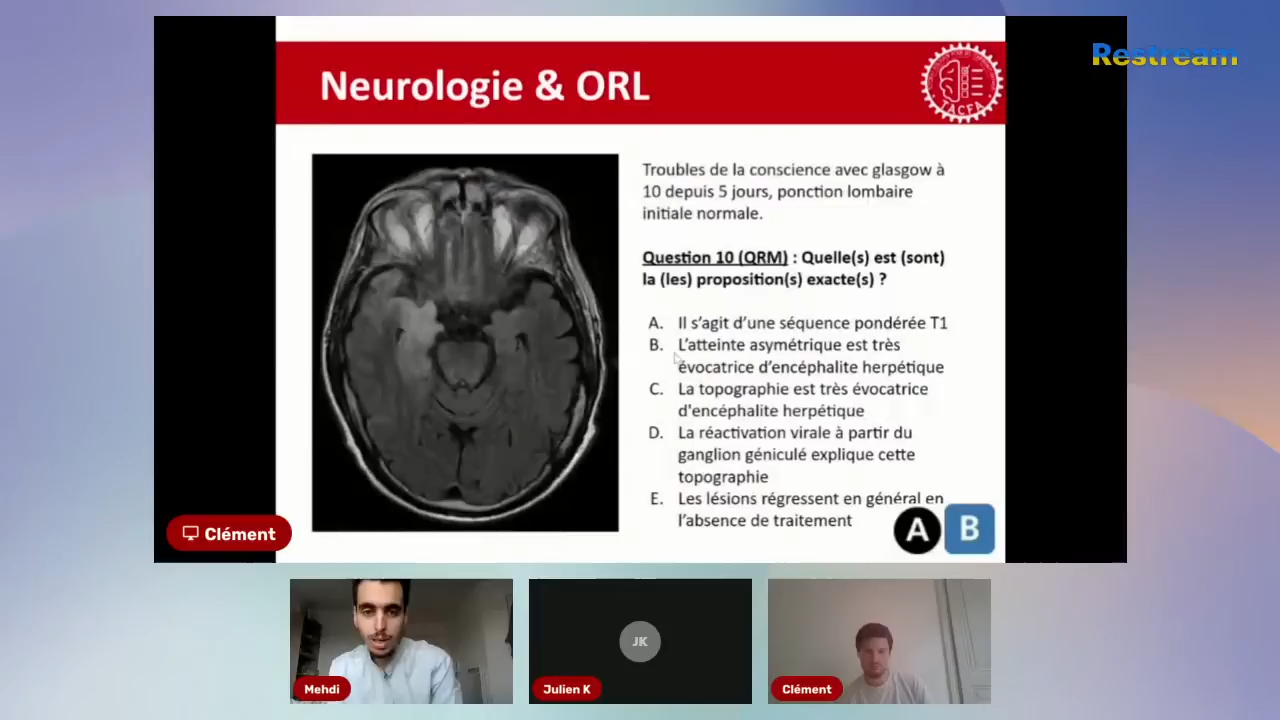 Restream
Neurologie & ORL
TACFA
Troubles de la conscience avec glasgow à
10 depuis 5 jours, ponction lombaire
initiale normale.
Question 10 (QRM) : Quelle(s) est (sont)
la (les) proposition(s) exacte(s) ?
A. Il s'agit d'une séquence pondérée T1
B. L'atteinte asymétrique est très
évocatrice d'encéphalite herpétique
C. La topographie est très évocatrice
d'encéphalite herpétique
D. La réactivation virale à partir du
ganglion géniculé explique cette
topographie
E. Les lésions régressent en général en
l'absence de traitement
A B
Clément
JK
Mehdi
Julien K
Clément